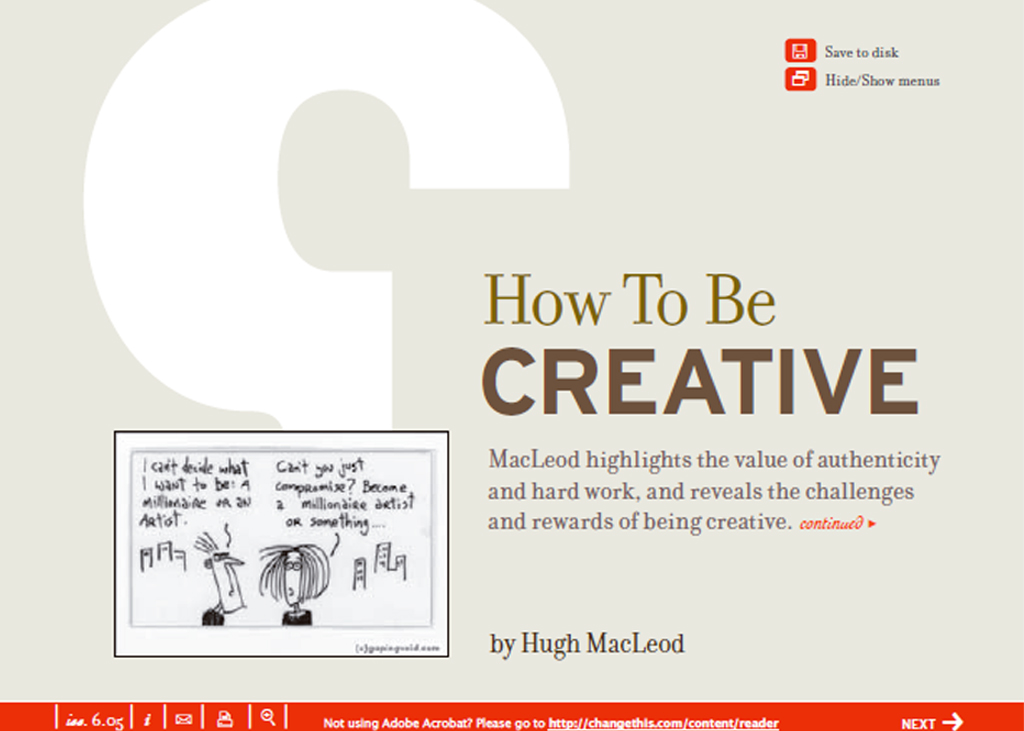 Save to disk
Hide/Show menus
How To Be
CREATIVE
MacLeod highlights the value of authenticity
and hard work, and reveals the challenges
and rewards of being creative. continued ▸
I can't decide what
I want to be: A
millionaire or an
Artist.
Can't you just
compromise? Become
a millionaire artist
or something....
(c)gapingvoid.com
by Hugh MacLeod
iss. 6.05
i
Not using Adobe Acrobat? Please go to http://changethis.com/content/reader
NEXT →